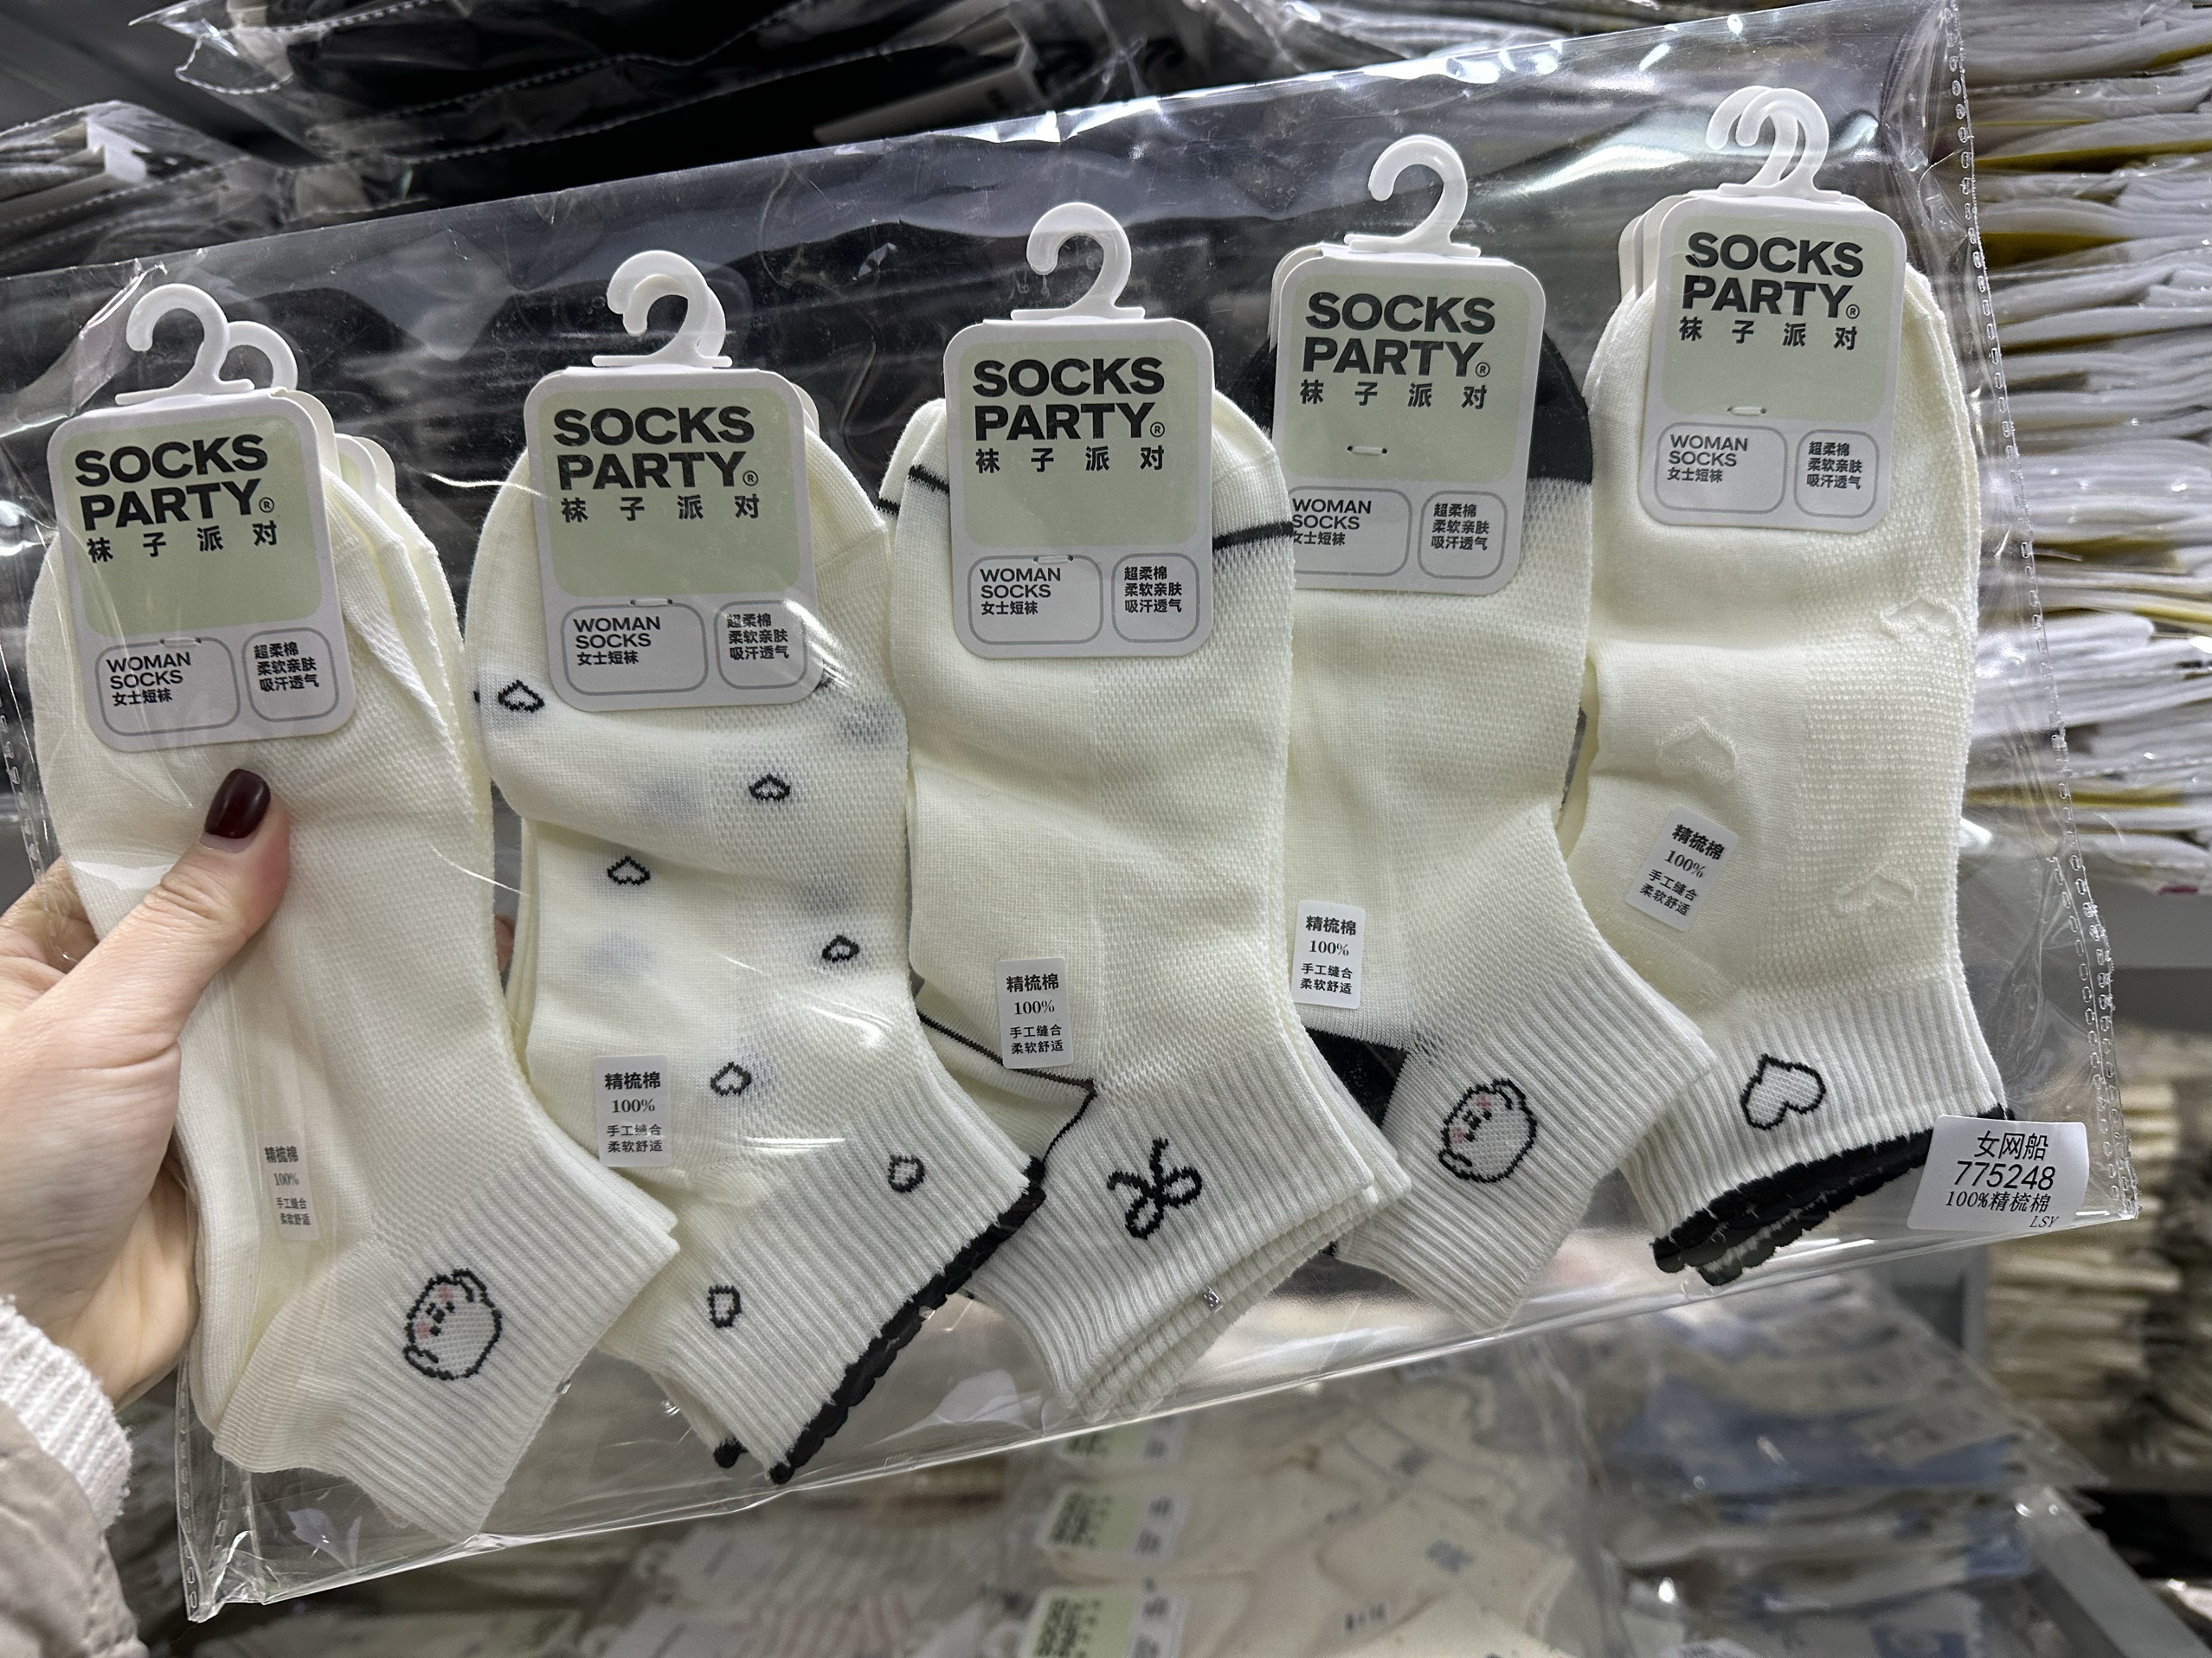 SOCKS
PARTY®
袜子派对
WOMAN
SOCKS
女士短袜
超柔棉
柔软亲肤
吸汗透气
精梳棉
100%
手工缝合
柔软舒适
SOCKS
PARTY®
袜子派对
WOMAN
SOCKS
女士短袜
超柔棉
柔软亲肤
吸汗透气
精梳棉
100%
手工缝合
柔软舒适
SOCKS
PARTY®
袜子派对
WOMAN
SOCKS
女士短袜
超柔棉
柔软亲肤
吸汗透气
精梳棉
100%
手工缝合
柔软舒适
SOCKS
PARTY®
袜子派对
WOMAN
SOCKS
女士短袜
超柔棉
柔软亲肤
吸汗透气
精梳棉
100%
手工缝合
柔软舒适
SOCKS
PARTY®
袜子派对
WOMAN
SOCKS
女士短袜
超柔棉
柔软亲肤
吸汗透气
精梳棉
100%
手工缝合
柔软舒适
女网船
775248
100%精梳棉
LSY